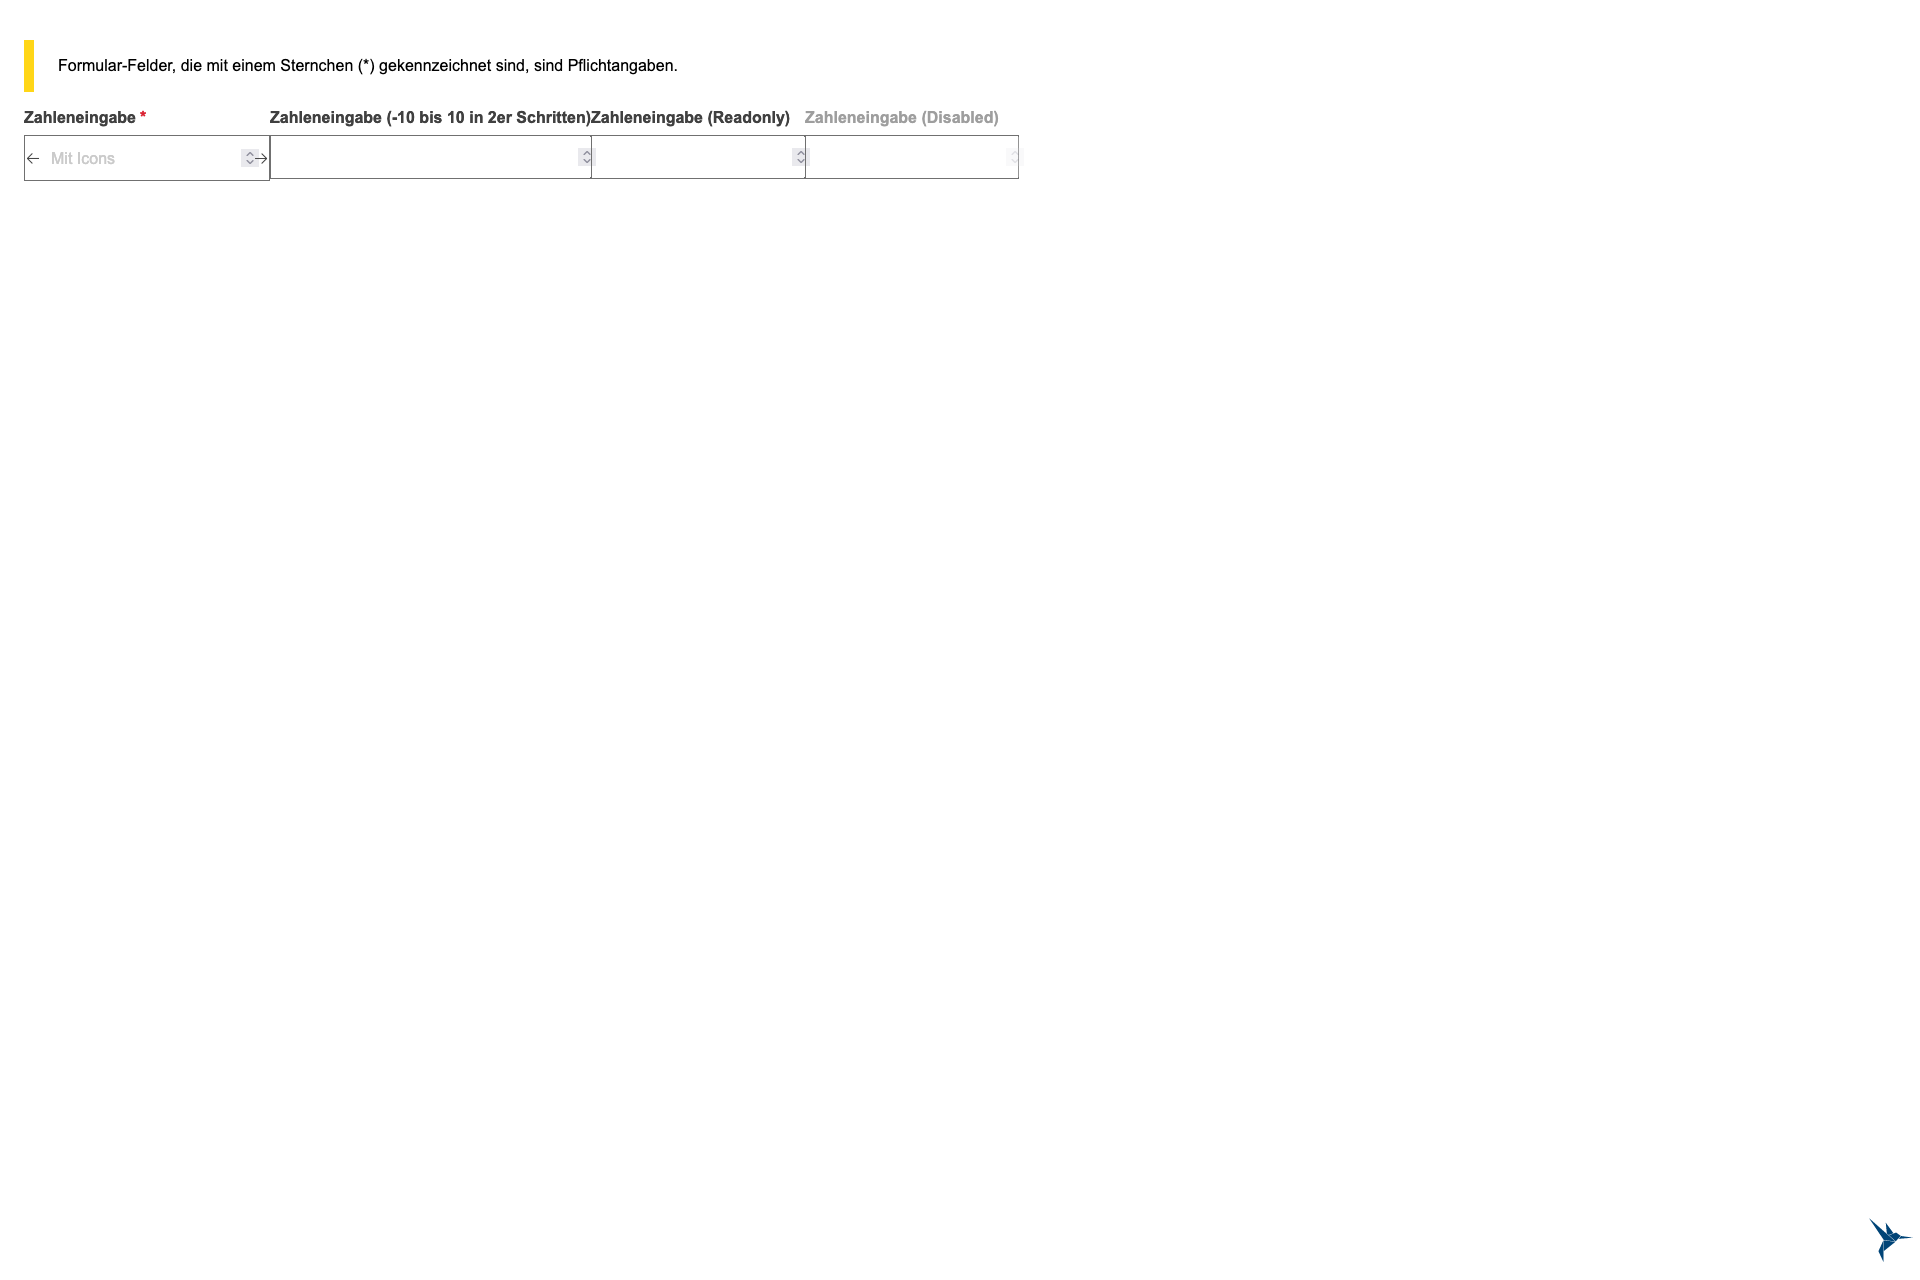 Formular-Felder, die mit einem Sternchen (*) gekennzeichnet sind, sind Pflichtangaben.
Zahleneingabe * Zahleneingabe (-10 bis 10 in 2er Schritten) Zahleneingabe (Readonly) Zahleneingabe (Disabled)
Mit Icons